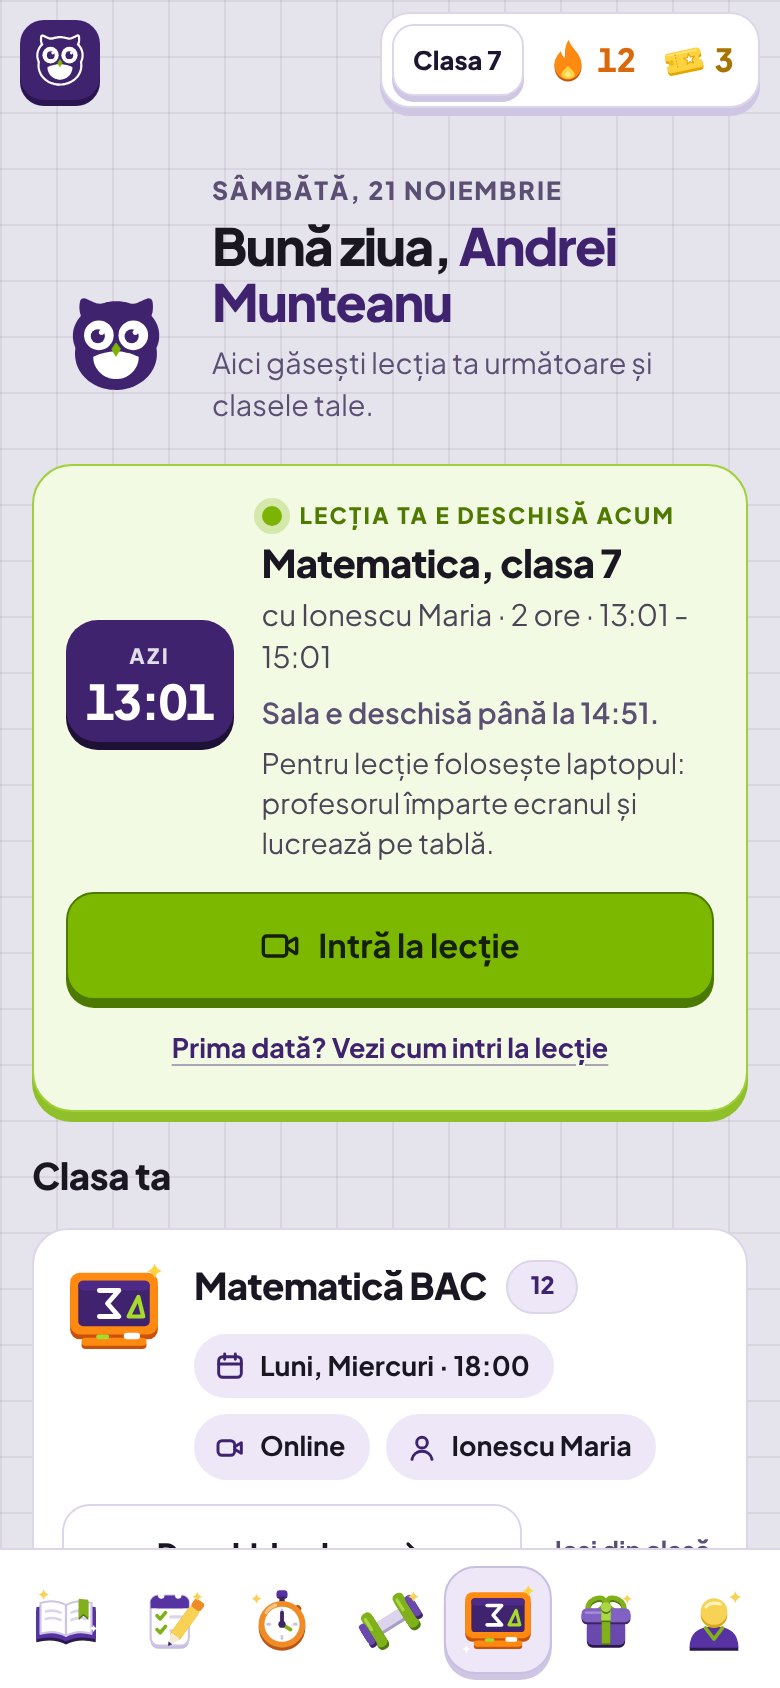 Clasa 7
12
3
SÂMBĂTĂ, 21 NOIEMBRIE
Bună ziua, Andrei
Munteanu
Aici găsești lecția ta următoare și
clasele tale.
LECȚIA TA E DESCHISĂ ACUM
Matematica, clasa 7
cu Ionescu Maria · 2 ore · 13:01 –
15:01
AZI
13:01
Sala e deschisă până la 14:51.
Pentru lecție folosește laptopul:
profesorul împarte ecranul și
lucrează pe tablă.
Intră la lecție
Prima dată? Vezi cum intri la lecție
Clasa ta
Matematică BAC 12
Luni, Miercuri · 18:00
Online
Ionescu Maria
Ieși din clasă